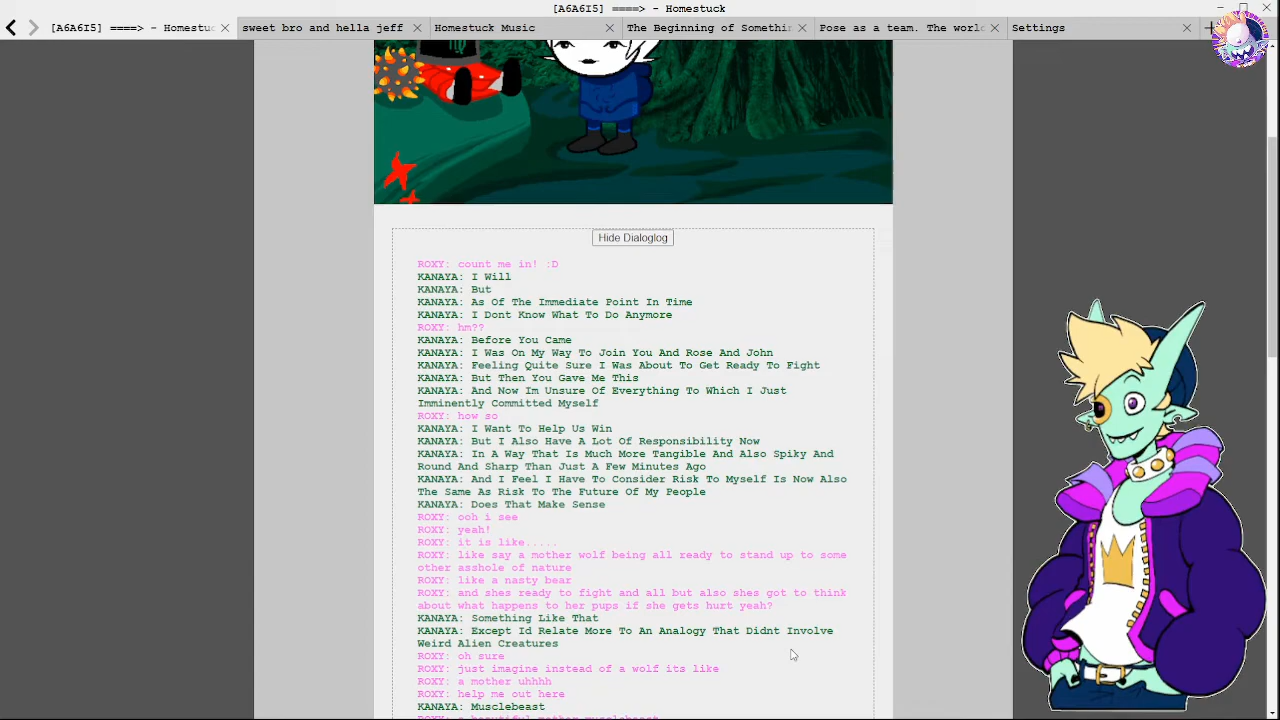 [A6A6I5] ====> - Homestuck
[A6A6I5] ====> - Homestuc
sweet bro and hella jeff
Homestuck Music
The Beginning of Somethin
Pose as a team. The worl
Settings
Hide Dialoglog
ROXY: count me in! :D
KANAYA: I Will
KANAYA: But
KANAYA: As Of The Immediate Point In Time
KANAYA: I Dont Know What To Do Anymore
ROXY: hm??
KANAYA: Before You Came
KANAYA: I Was On My Way To Join You And Rose And John
KANAYA: Feeling Quite Sure I Was About To Get Ready To Fight
KANAYA: But Then You Gave Me This
KANAYA: And Now Im Unsure Of Everything To Which I Just
Imminently Committed Myself
ROXY: how so
KANAYA: I Want To Help Us Win
KANAYA: But I Also Have A Lot Of Responsibility Now
KANAYA: In A Way That Is Much More Tangible And Also Spiky And
Round And Sharp Than Just A Few Minutes Ago
KANAYA: And I Feel I Have To Consider Risk To Myself Is Now Also
The Same As Risk To The Future Of My People
KANAYA: Does That Make Sense
ROXY: ooh i see
ROXY: yeah!
ROXY: it is like.....
ROXY: like say a mother wolf being all ready to stand up to some
other asshole of nature
ROXY: like a nasty bear
ROXY: and shes ready to fight and all but also shes got to think
about what happens to her pups if she gets hurt yeah?
KANAYA: Something Like That
KANAYA: Except Id Relate More To An Analogy That Didnt Involve
Weird Alien Creatures
ROXY: oh sure
ROXY: just imagine instead of a wolf its like
ROXY: a mother uhhhh
ROXY: help me out here
KANAYA: Musclebeast
ROXY: a beautiful mother musclebeast